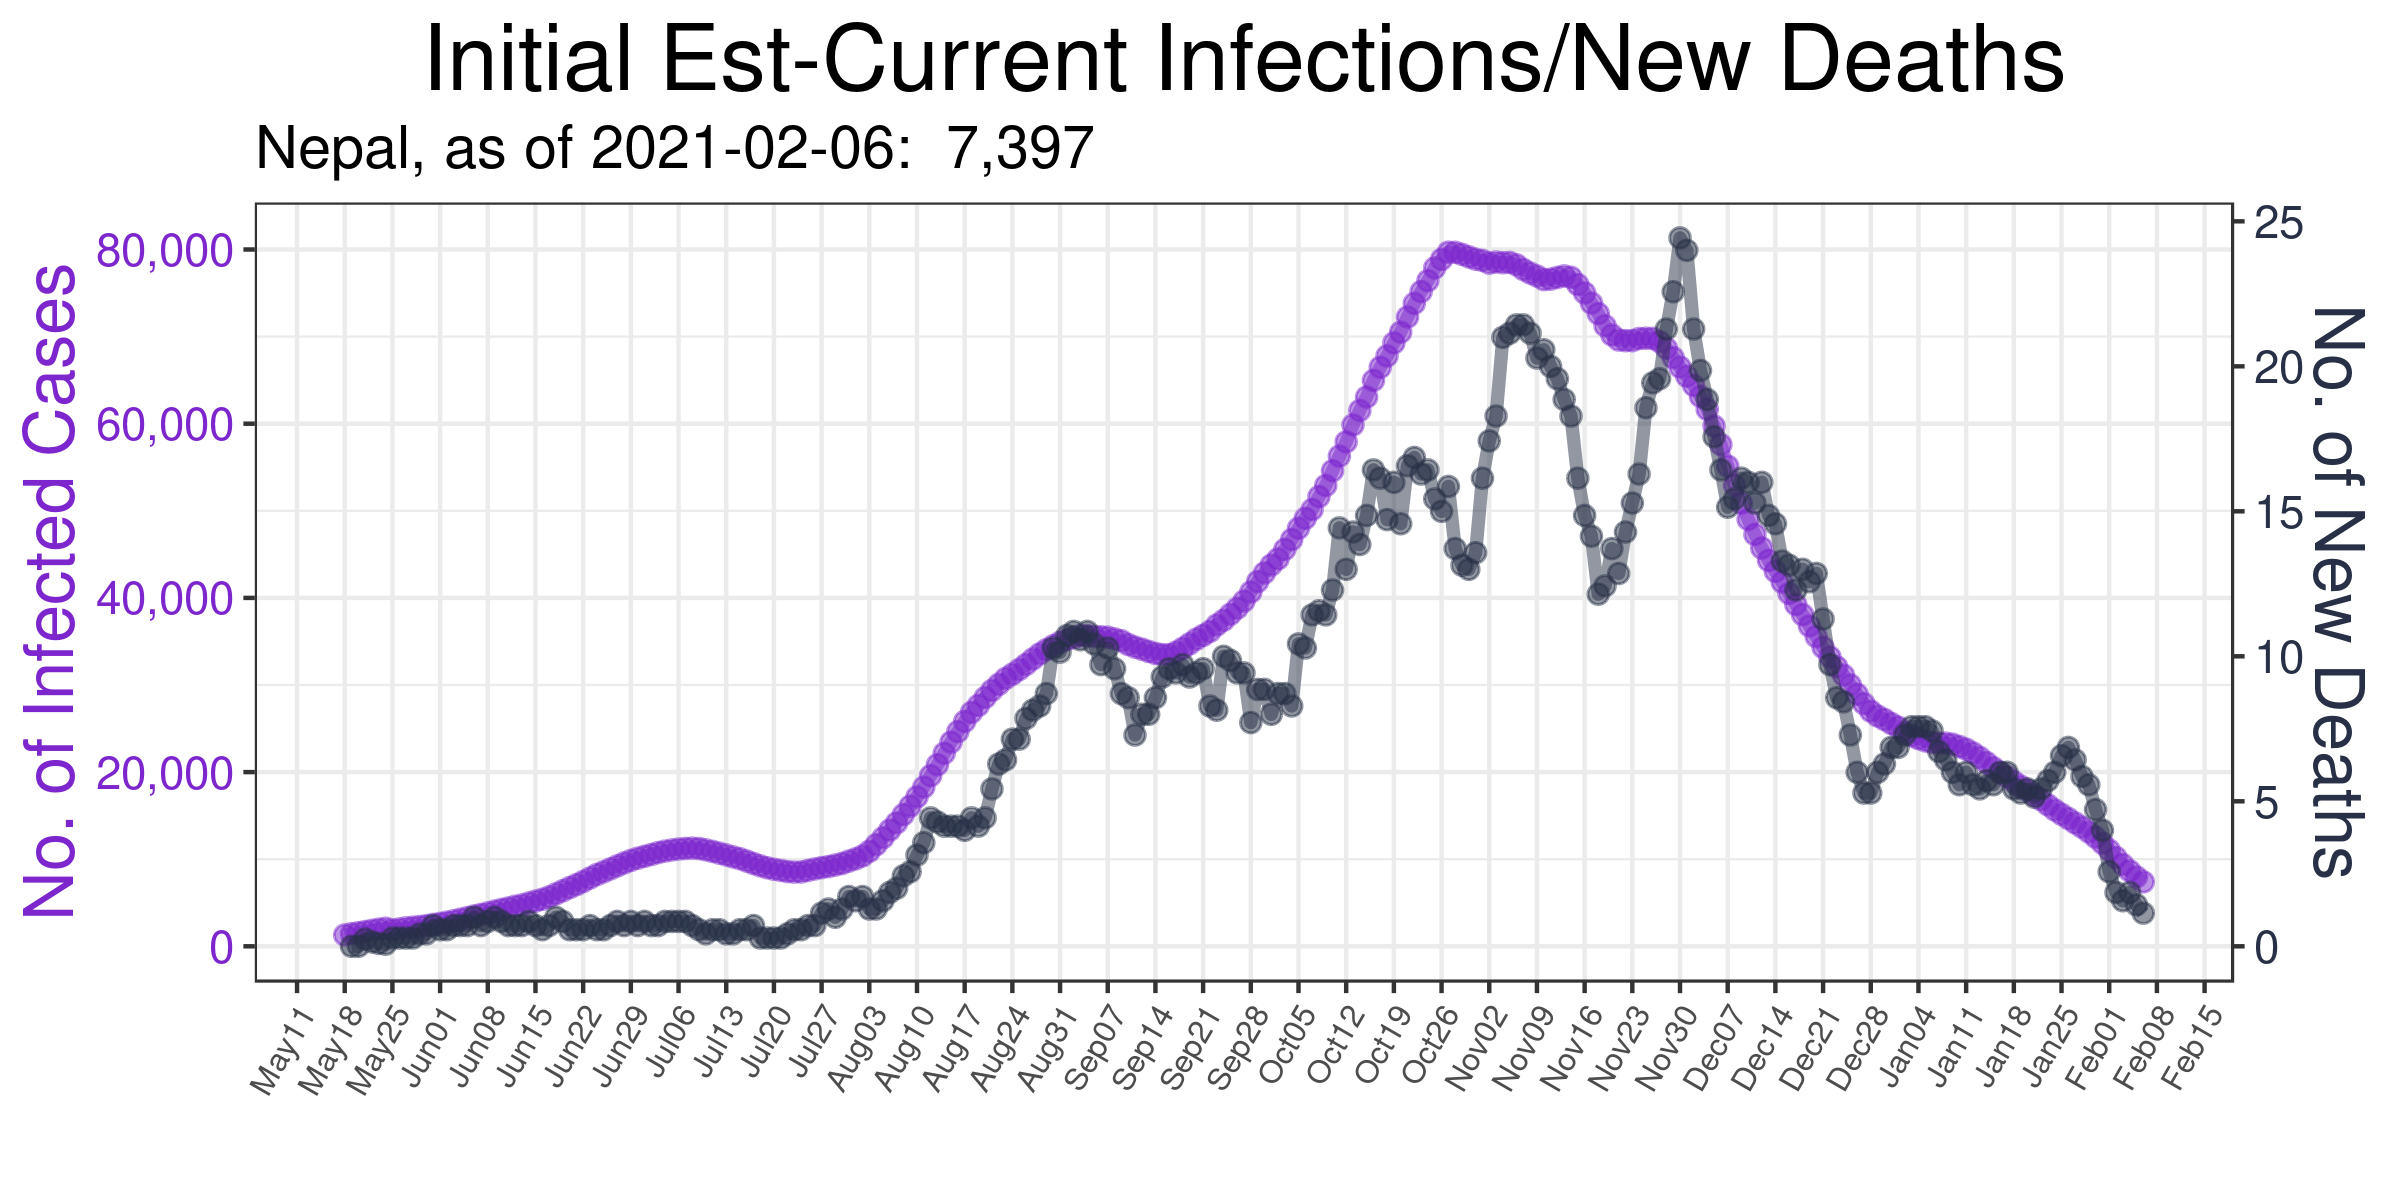 Initial Est-Current Infections/New Deaths
Nepal, as of 2021-02-06:  7,397
No. of Infected Cases
80,000
60,000
40,000
20,000
0
25
20
15
10
5
0
No. of New Deaths
May11
May18
May25
Jun01
Jun08
Jun15
Jun22
Jun29
Jul06
Jul13
Jul20
Jul27
Aug03
Aug10
Aug17
Aug24
Aug31
Sep07
Sep14
Sep21
Sep28
Oct05
Oct12
Oct19
Oct26
Nov02
Nov09
Nov16
Nov23
Nov30
Dec07
Dec14
Dec21
Dec28
Jan04
Jan11
Jan18
Jan25
Feb01
Feb08
Feb15